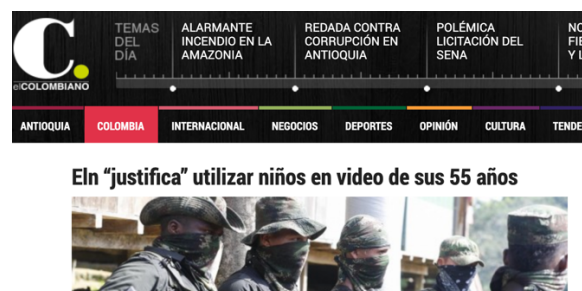 elCOLOMBIANO
TEMAS
DEL
DÍA
ALARMANTE
INCENDIO EN LA
AMAZONIA
REDADA CONTRA
CORRUPCIÓN EN
ANTIOQUIA
POLÉMICA
LICITACIÓN DEL
SENA
ANTIOQUIA
COLOMBIA
INTERNACIONAL
NEGOCIOS
DEPORTES
OPINIÓN
CULTURA
Eln “justifica” utilizar niños en video de sus 55 años